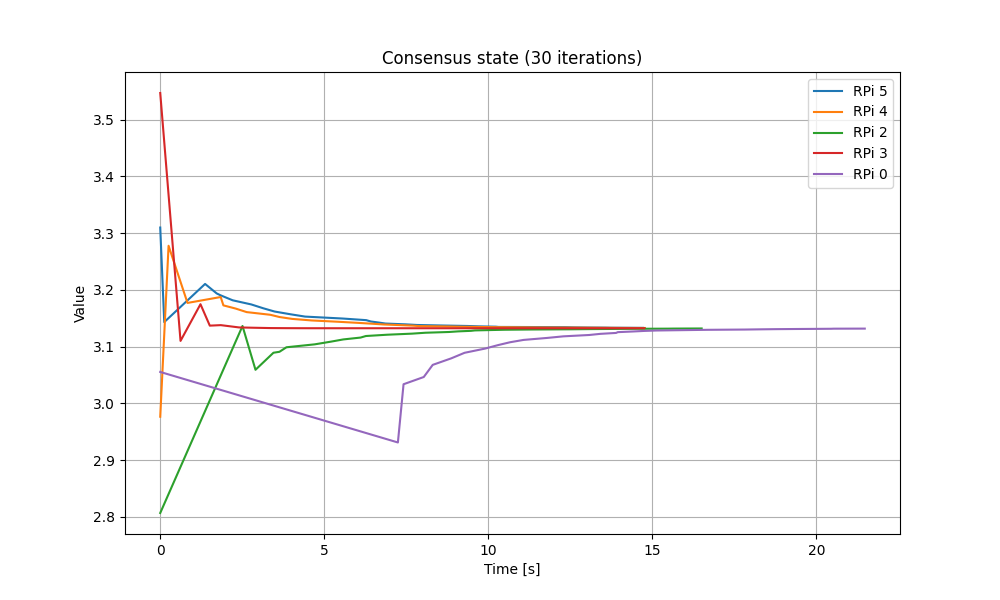 Consensus state (30 iterations)
RPi 5
RPi 4
RPi 2
RPi 3
RPi 0
Value
3.5
3.4
3.3
3.2
3.1
3.0
2.9
2.8
0 5 10 15 20
Time [s]